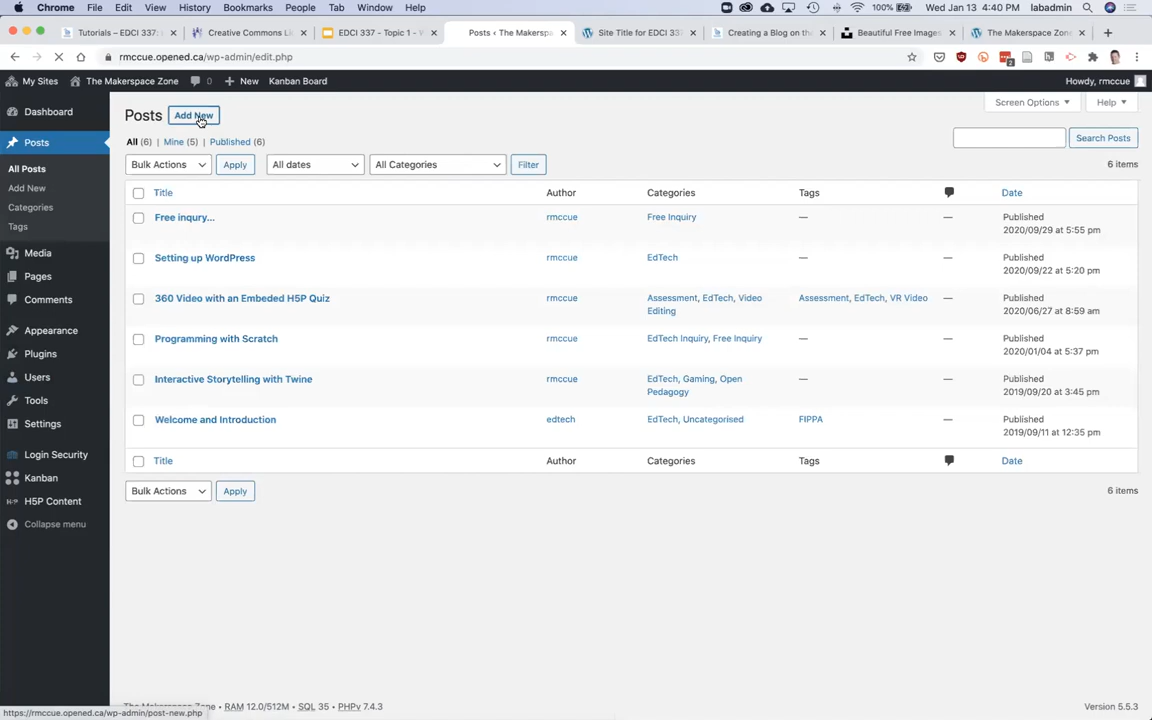 Chrome File Edit View History Bookmarks People Tab Window Help 100% Wed Jan 13 4:40 PM labadmin
Tutorials – EDCI 337: × Creative Commons Li × EDCI 337 - Topic 1 - W × Posts ‹ The Makerspa × Site Title for EDCI 33 × Creating a Blog on the × Beautiful Free Images × The Makerspace Zone × +
rmccue.opened.ca/wp-admin/edit.php
My Sites The Makerspace Zone 0 + New Kanban Board Howdy, rmccue
Dashboard
Posts
All Posts
Add New
Categories
Tags
Media
Pages
Comments
Appearance
Plugins
Users
Tools
Settings
Login Security
Kanban
H5P Content
Collapse menu
Posts Add New
Screen Options Help
All (6) | Mine (5) | Published (6)
Search Posts
Bulk Actions Apply All dates All Categories Filter
6 items
Title Author Categories Tags Date
Free inqury... rmccue Free Inquiry — — Published
2020/09/29 at 5:55 pm
Setting up WordPress rmccue EdTech — — Published
2020/09/22 at 5:20 pm
360 Video with an Embeded H5P Quiz rmccue Assessment, EdTech, Video Assessment, EdTech, VR Video — Published
Editing 2020/06/27 at 8:59 am
Programming with Scratch rmccue EdTech Inquiry, Free Inquiry — — Published
2020/01/04 at 5:37 pm
Interactive Storytelling with Twine rmccue EdTech, Gaming, Open — — Published
Pedagogy 2019/09/20 at 3:45 pm
Welcome and Introduction edtech EdTech, Uncategorised FIPPA — Published
2019/09/11 at 12:35 pm
Title Author Categories Tags Date
Bulk Actions Apply
6 items
https://rmccue.opened.ca/wp-admin/post-new.php
The Makerspace Zone • RAM 12.0/512M • SQL 35 • PHPv 7.4.3
Version 5.5.3